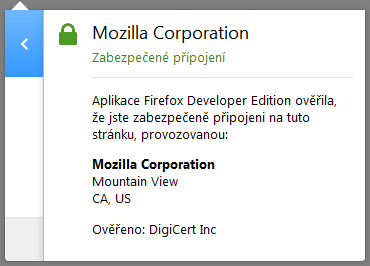 Mozilla Corporation
Zabezpečené připojení
Aplikace Firefox Developer Edition ověřila,
že jste zabezpečeně připojeni na tuto
stránku, provozovanou:
Mozilla Corporation
Mountain View
CA, US
Ověřeno: DigiCert Inc